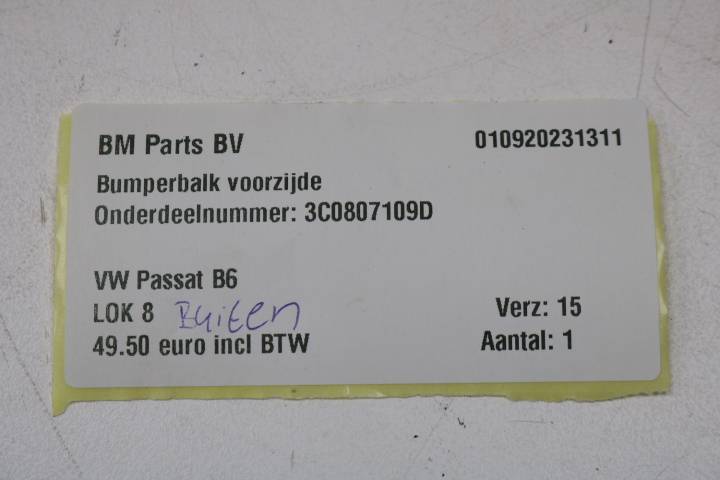 BM Parts BV 010920231311
Bumperbalk voorzijde
Onderdeelnummer: 3C0807109D
VW Passat B6
LOK 8 Buiten Verz: 15
49.50 euro incl BTW Aantal: 1